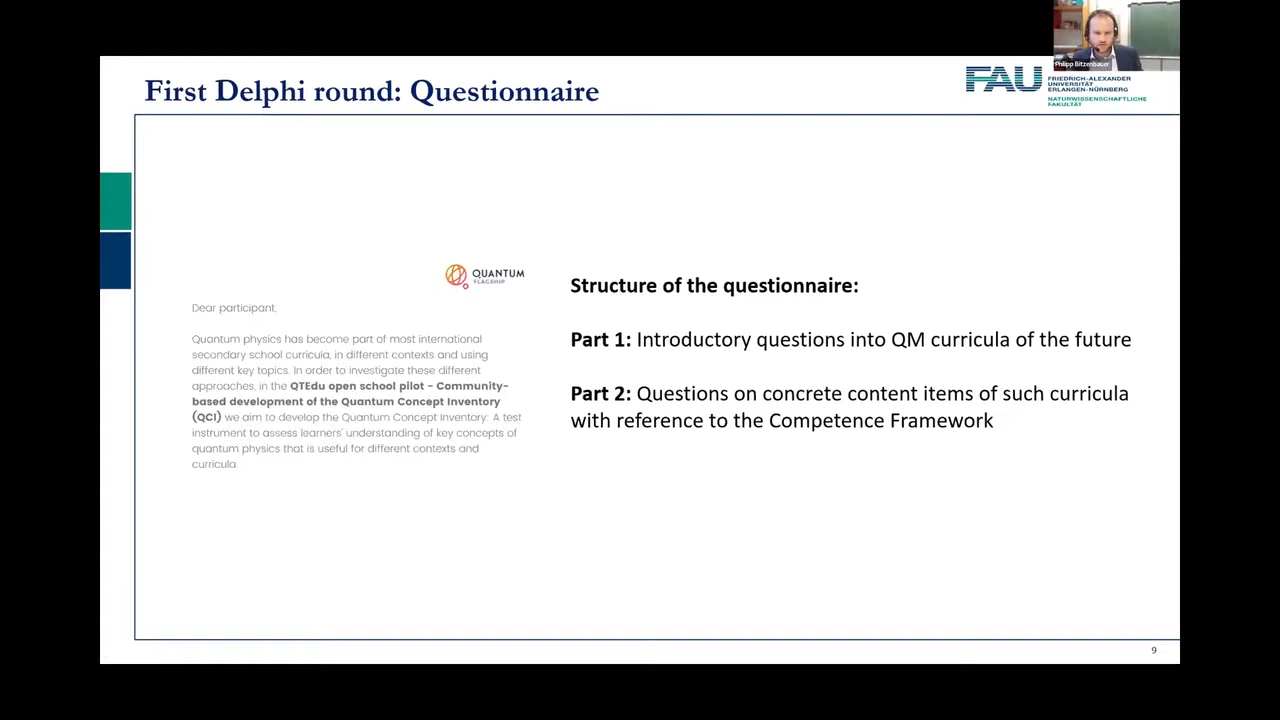 Philipp Bitzenbauer
First Delphi round: Questionnaire
FAU
FRIEDRICH-ALEXANDER
UNIVERSITÄT
ERLANGEN-NÜRNBERG
NATURWISSENSCHAFTLICHE
FAKULTÄT
QUANTUM
FLAGSHIP
Dear participant,
Quantum physics has become part of most international
secondary school curricula, in different contexts and using
different key topics. In order to investigate these different
approaches, in the QTEdu open school pilot - Community-
based development of the Quantum Concept Inventory
(QCI) we aim to develop the Quantum Concept Inventory: A test
instrument to assess learners' understanding of key concepts of
quantum physics that is useful for different contexts and
curricula.
Structure of the questionnaire:
Part 1: Introductory questions into QM curricula of the future
Part 2: Questions on concrete content items of such curricula
with reference to the Competence Framework
9